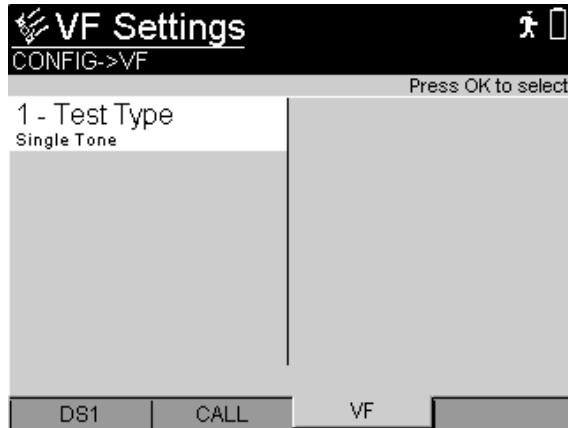 VF Settings
CONFIG->VF
Press OK to select
1 - Test Type
Single Tone
DS1 CALL VF